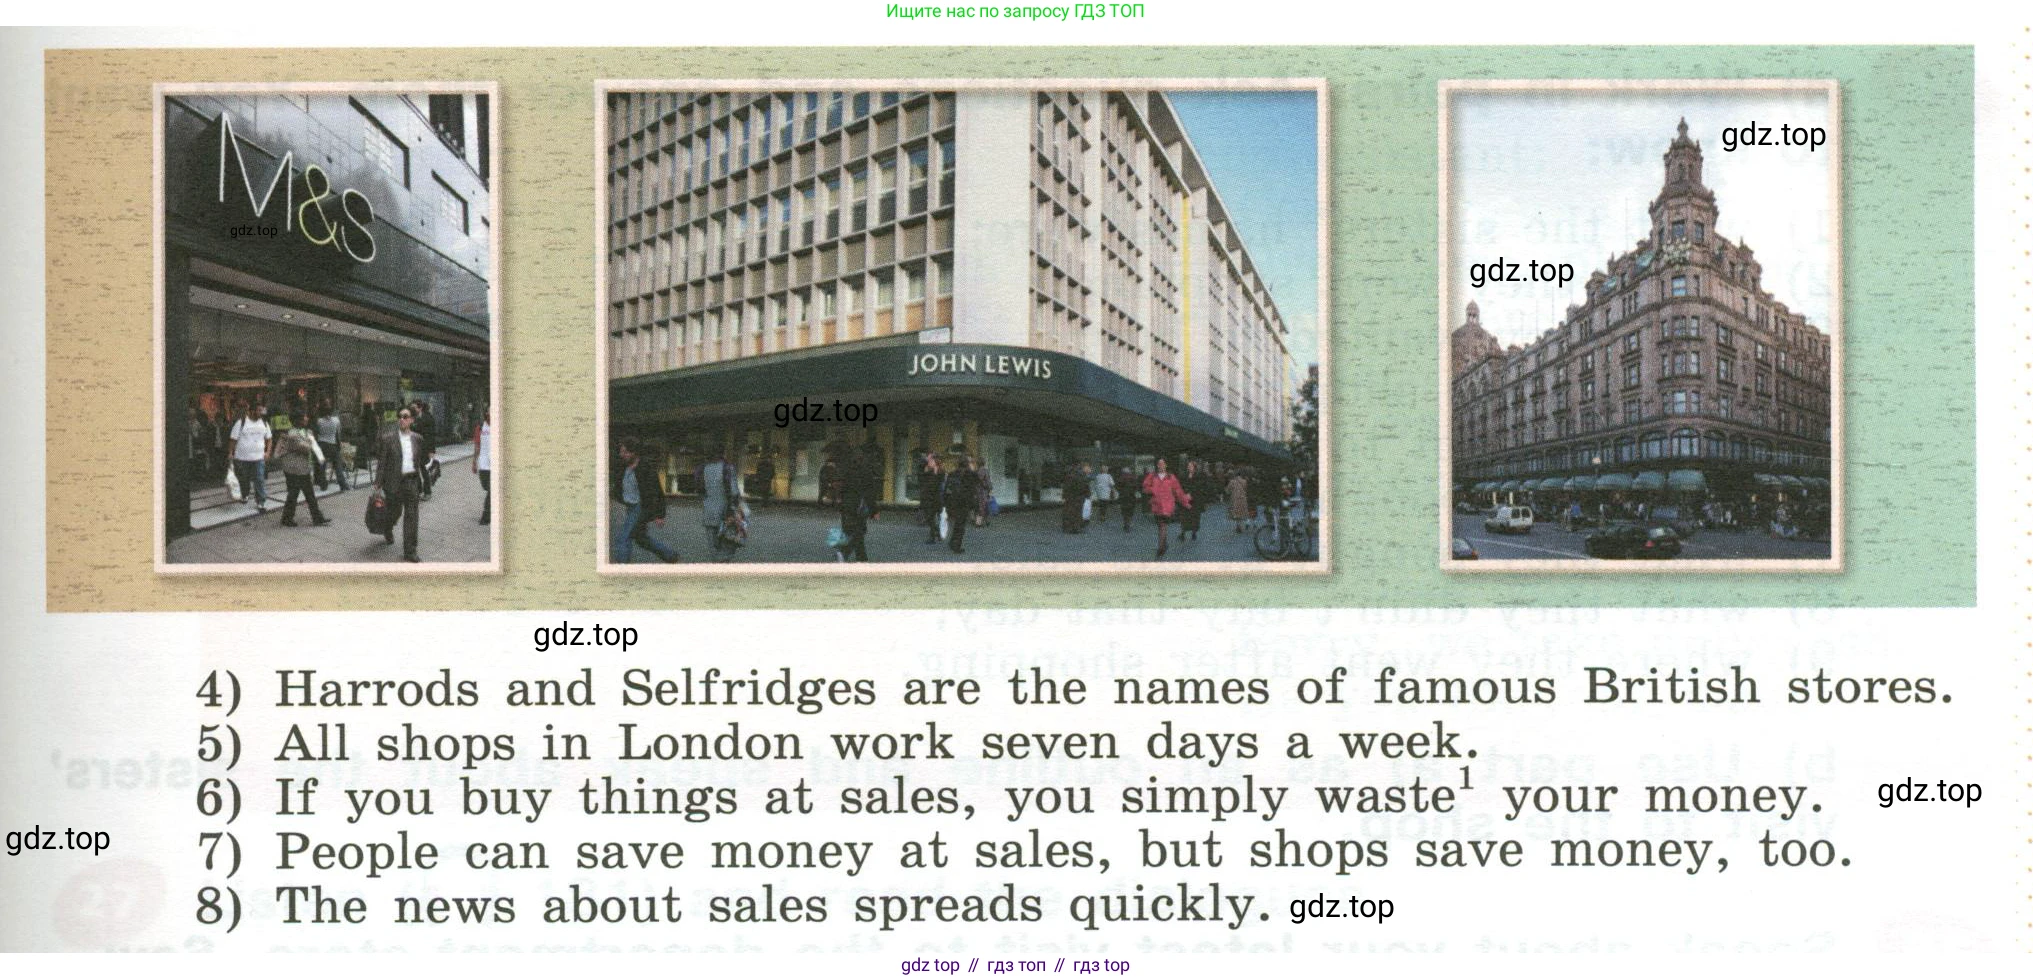 Ищите нас по запросу ГДЗ ТОП
M&S
gdz.top
JOHN LEWIS
gdz.top
gdz.top
gdz.top
gdz.top
4) Harrods and Selfridges are the names of famous British stores.
5) All shops in London work seven days a week.
6) If you buy things at sales, you simply waste¹ your money.
gdz.top
gdz.top
7) People can save money at sales, but shops save money, too.
8) The news about sales spreads quickly.
gdz.top
gdz top // гдз топ // гдз top